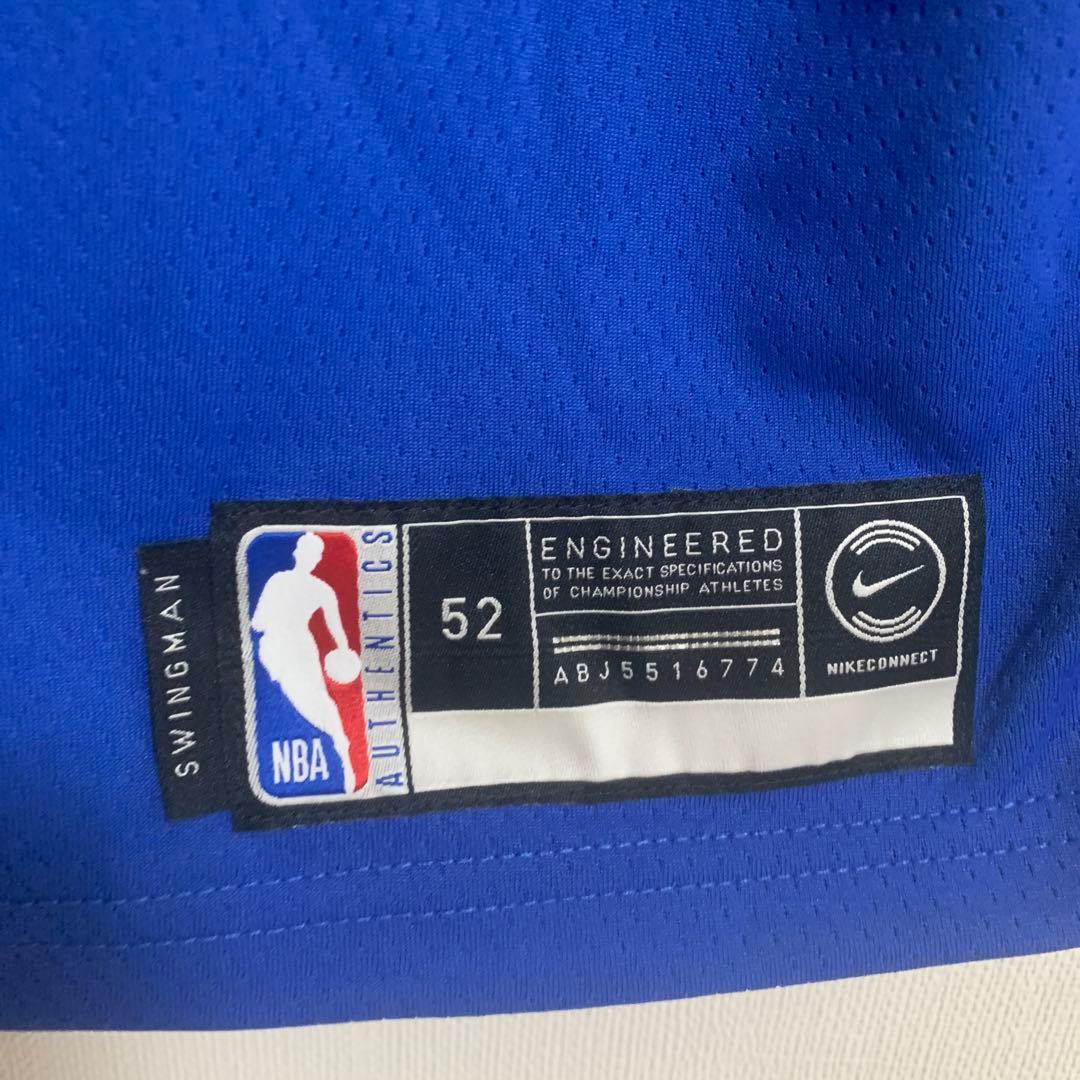 SWINGMAN
NBA
AUTHENTICS
52
ENGINEERED
TO THE EXACT SPECIFICATIONS
OF CHAMPIONSHIP ATHLETES
ABJ5516774
NIKECONNECT